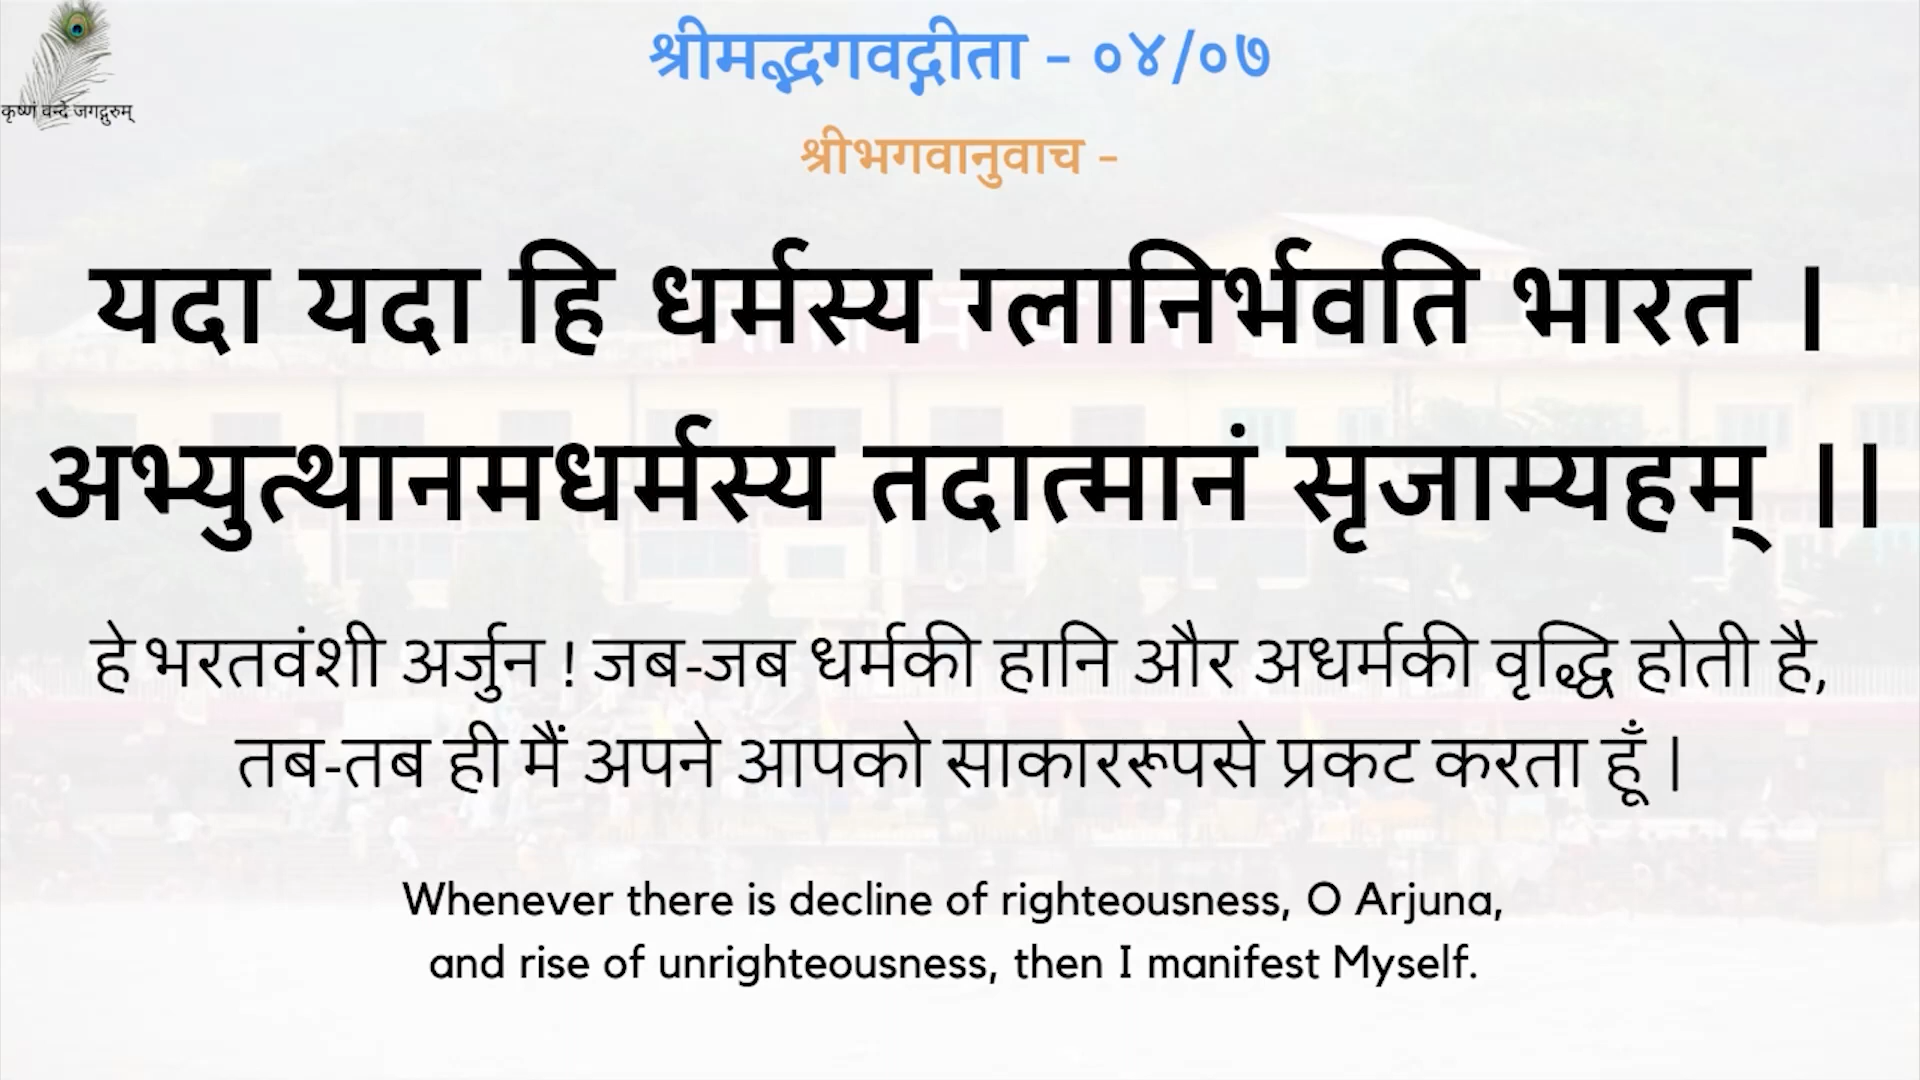 श्रीमद्भगवद्गीता - ०४/०७
कृष्णं वन्दे जगद्गुरुम्
श्रीभगवानुवाच -
यदा यदा हि धर्मस्य ग्लानिर्भवति भारत ।
अभ्युत्थानमधर्मस्य तदात्मानं सृजाम्यहम् ।।
हे भरतवंशी अर्जुन ! जब-जब धर्मकी हानि और अधर्मकी वृद्धि होती है,
तब-तब ही मैं अपने आपको साकाररूपसे प्रकट करता हूँ |
Whenever there is decline of righteousness, O Arjuna,
and rise of unrighteousness, then I manifest Myself.